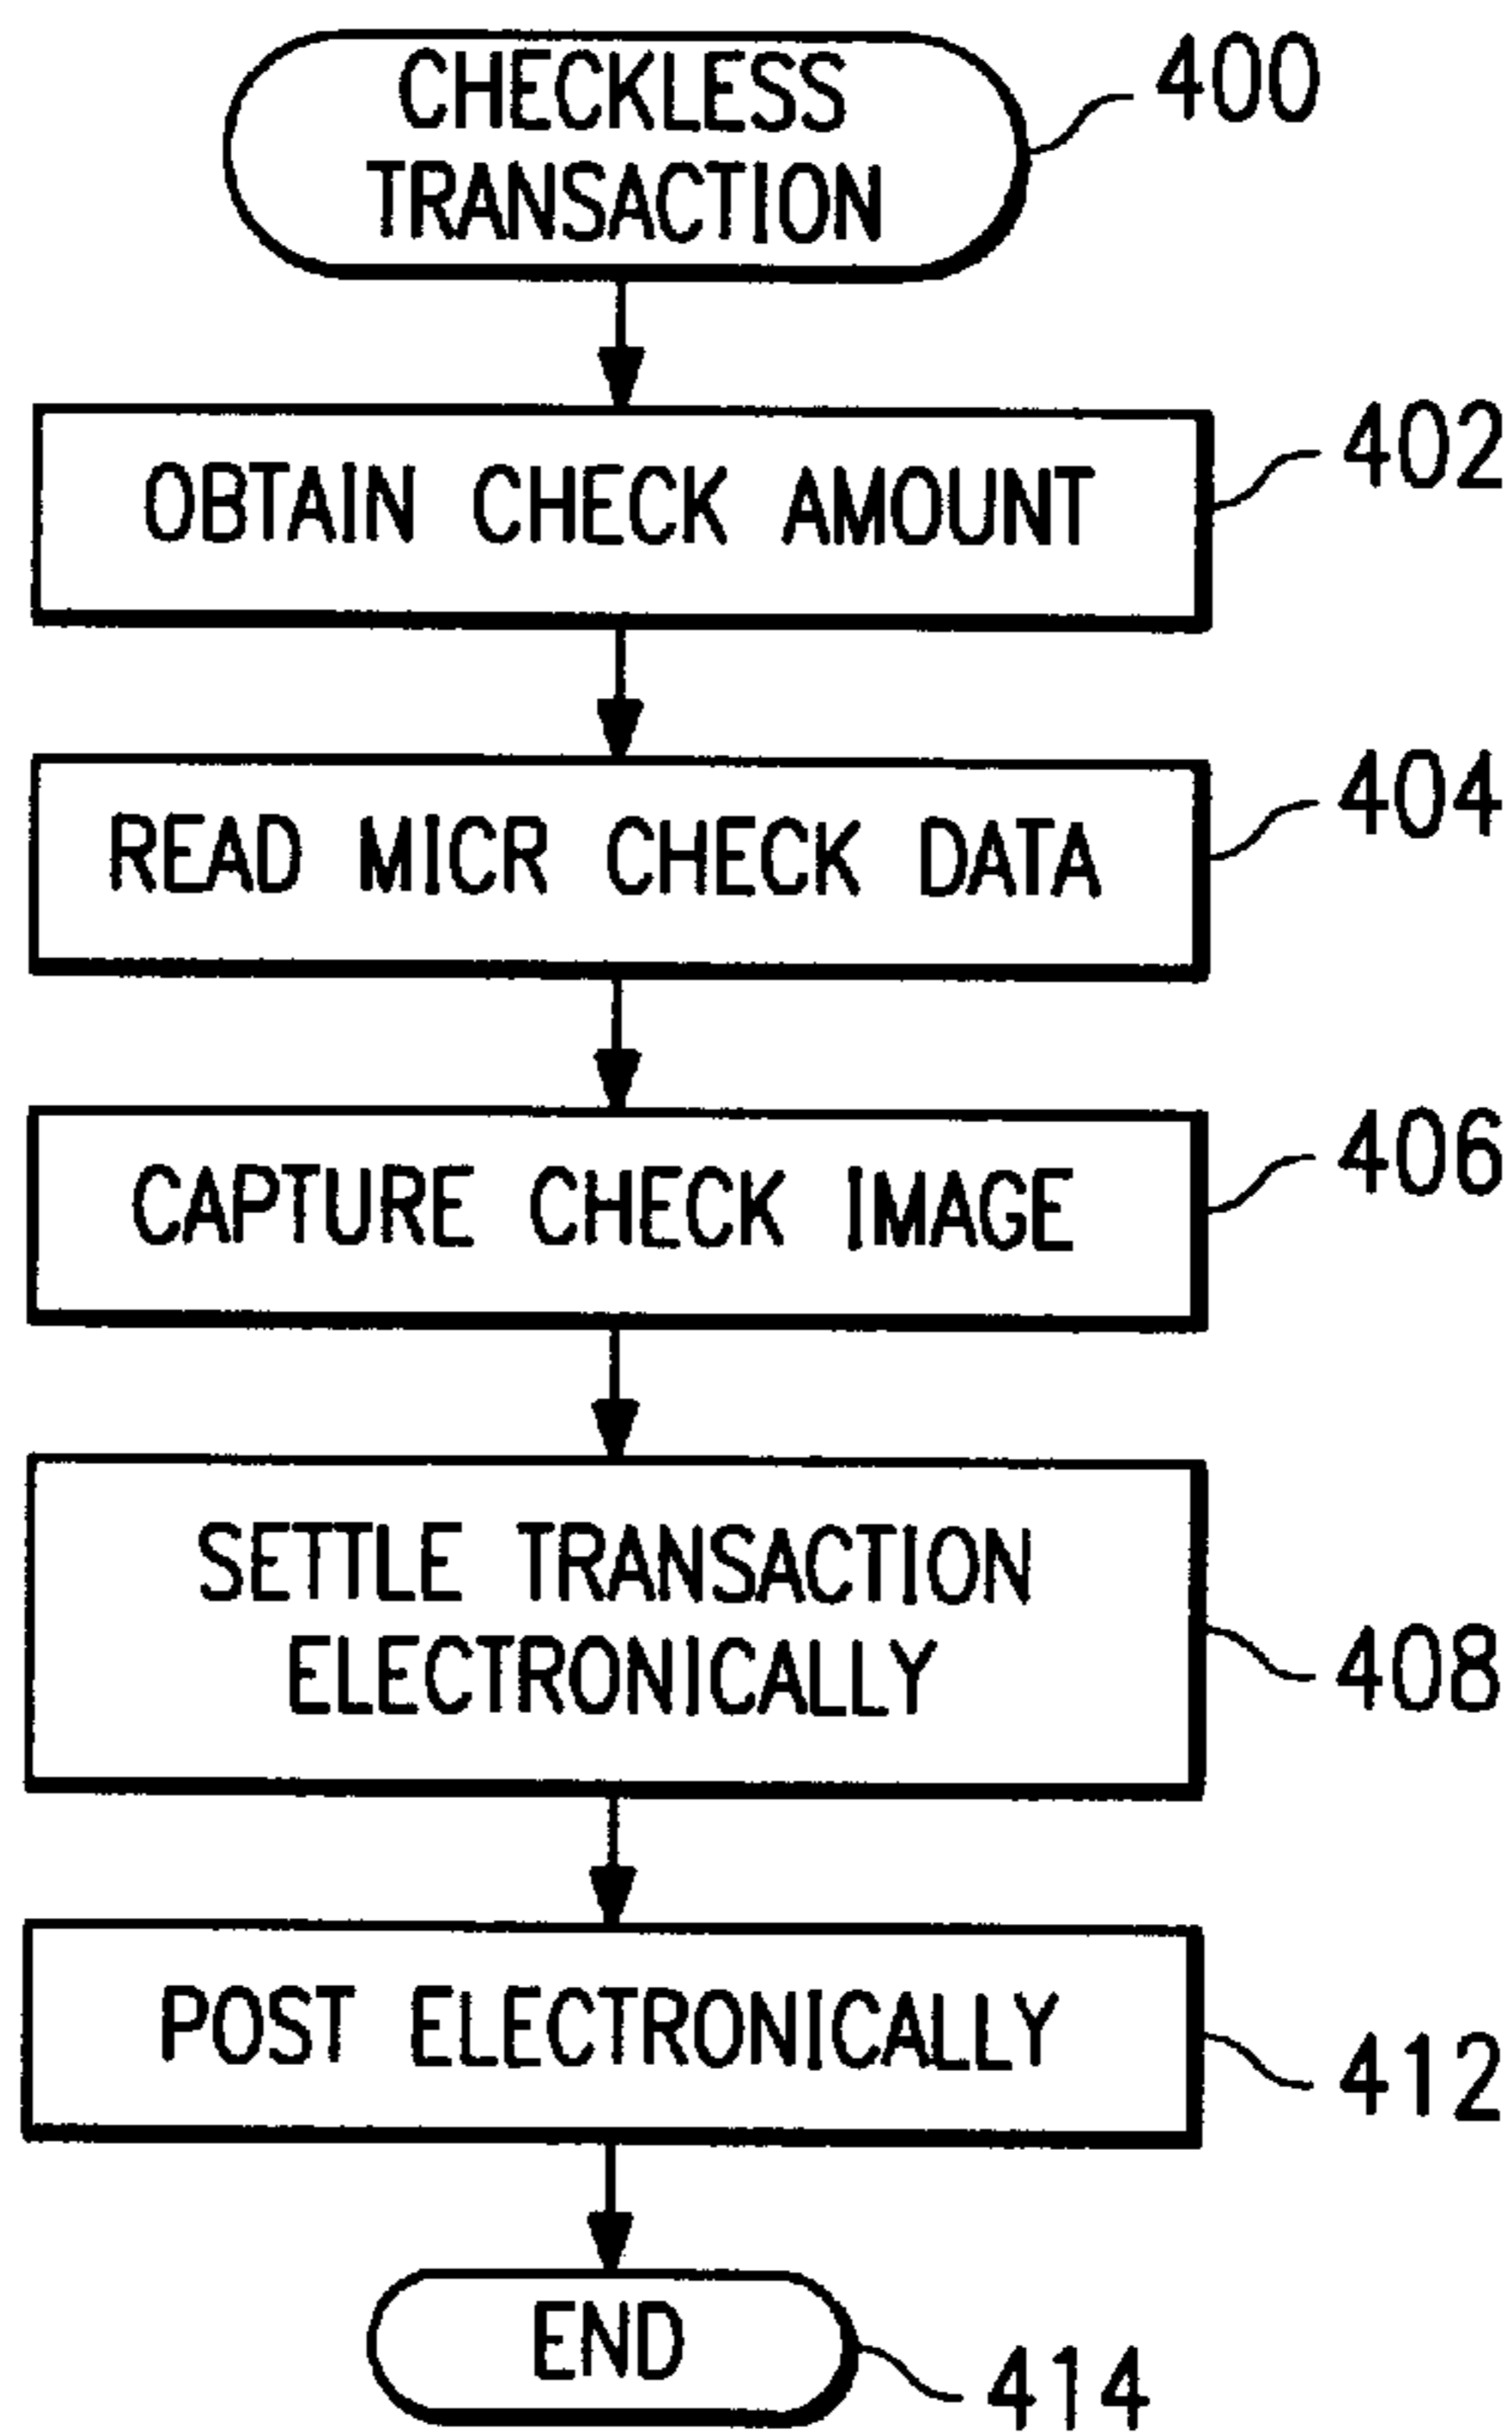 CHECKLESS
TRANSACTION
400
OBTAIN CHECK AMOUNT
402
READ MICR CHECK DATA
404
CAPTURE CHECK IMAGE
406
SETTLE TRANSACTION
ELECTRONICALLY
408
POST ELECTRONICALLY
412
END
414